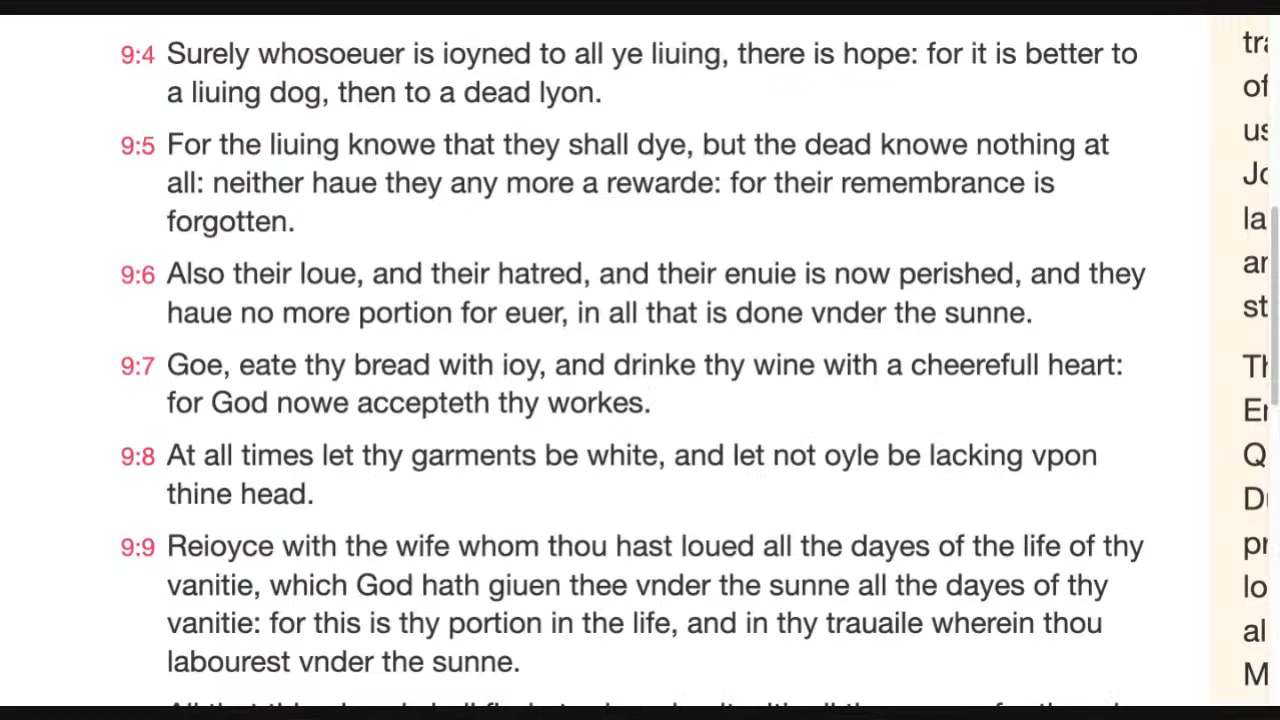 9:4 Surely whosoeuer is ioyned to all ye liuing, there is hope: for it is better to
a liuing dog, then to a dead lyon.
9:5 For the liuing knowe that they shall dye, but the dead knowe nothing at
all: neither haue they any more a rewarde: for their remembrance is
forgotten.
9:6 Also their loue, and their hatred, and their enuie is now perished, and they
haue no more portion for euer, in all that is done vnder the sunne.
9:7 Goe, eate thy bread with ioy, and drinke thy wine with a cheerefull heart:
for God nowe accepteth thy workes.
9:8 At all times let thy garments be white, and let not oyle be lacking vpon
thine head.
9:9 Reioyce with the wife whom thou hast loued all the dayes of the life of thy
vanitie, which God hath giuen thee vnder the sunne all the dayes of thy
vanitie: for this is thy portion in the life, and in thy trauaile wherein thou
labourest vnder the sunne.